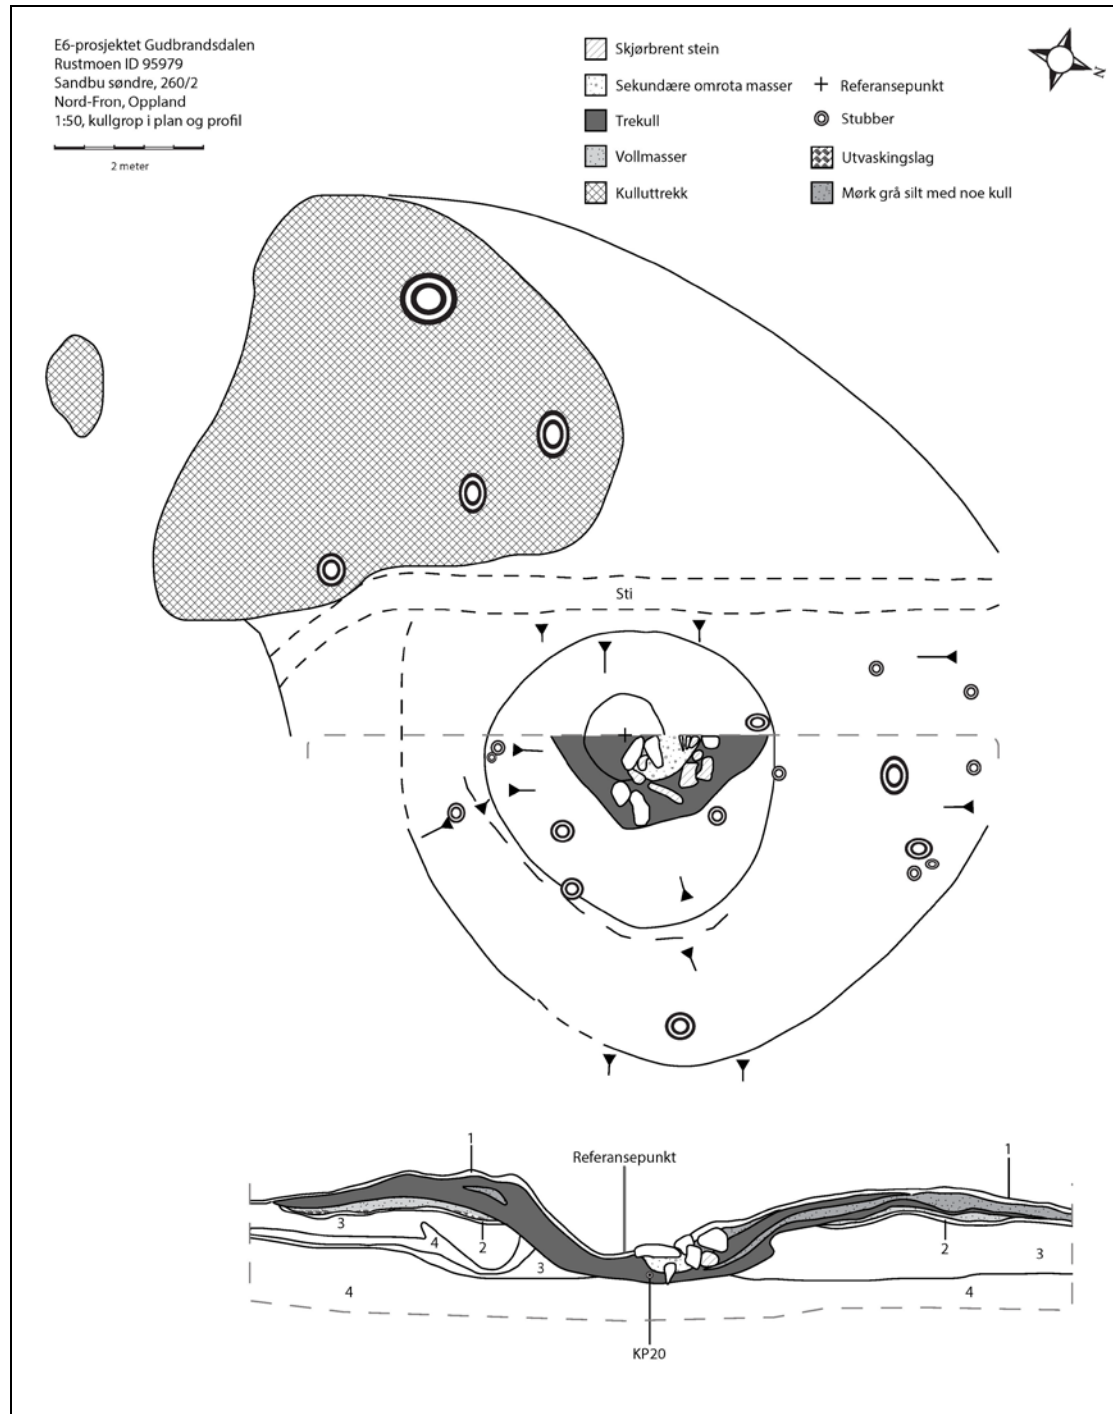 E6-prosjektet Gudbrandsdalen
Rustmoen ID 95979
Sandbu søndre, 260/2
Nord-Fron, Oppland
1:50, kullgrop i plan og profil
2 meter
Skjørbrent stein
Sekundære omrota masser
Trekull
Vollmasser
Kulluttrekk
Referansepunkt
Stubber
Utvaskingslag
Mørk grå silt med noe kull
N
Sti
1
Referansepunkt
1
3
4
2
3
2
3
4
4
KP20